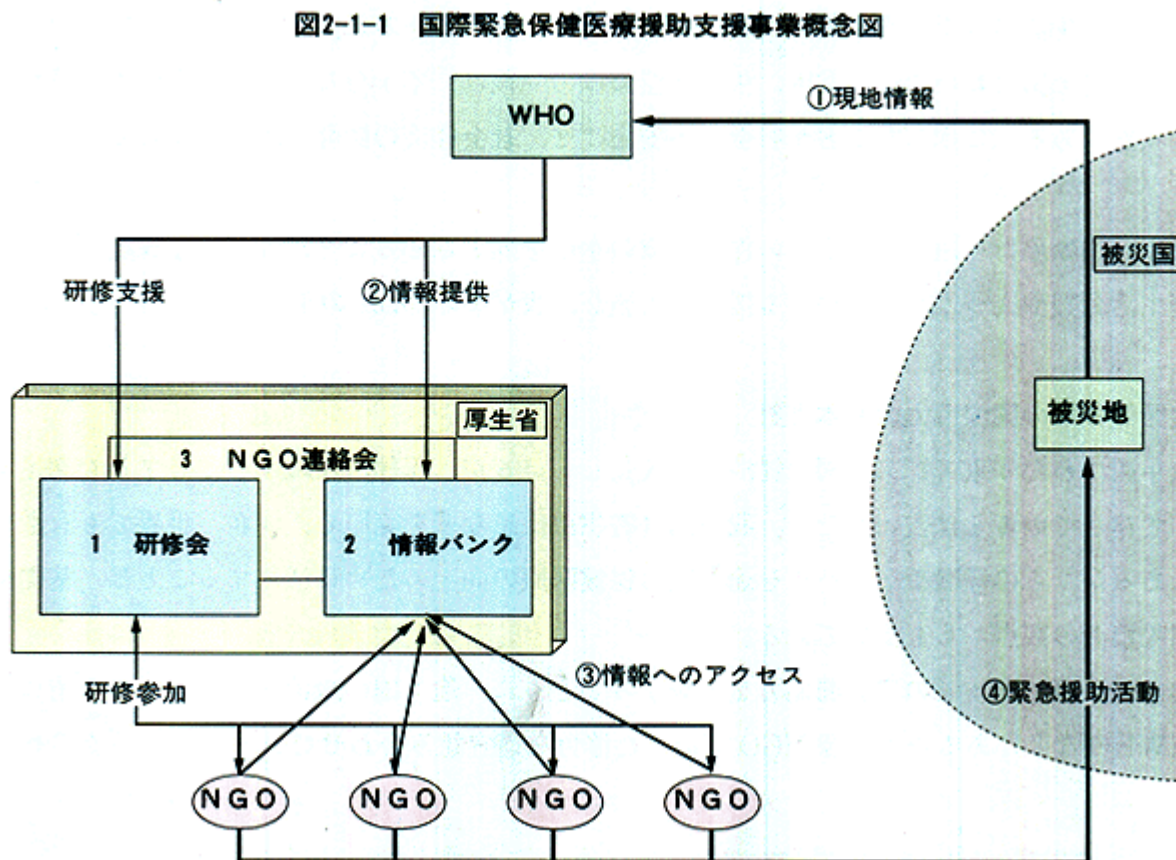 図2-1-1 国際緊急保健医療援助支援事業概念図
WHO
①現地情報
被災国
研修支援
②情報提供
被災地
厚生省
3 NGO連絡会
1 研修会
2 情報バンク
③情報へのアクセス
研修参加
④緊急援助活動
NGO
NGO
NGO
NGO